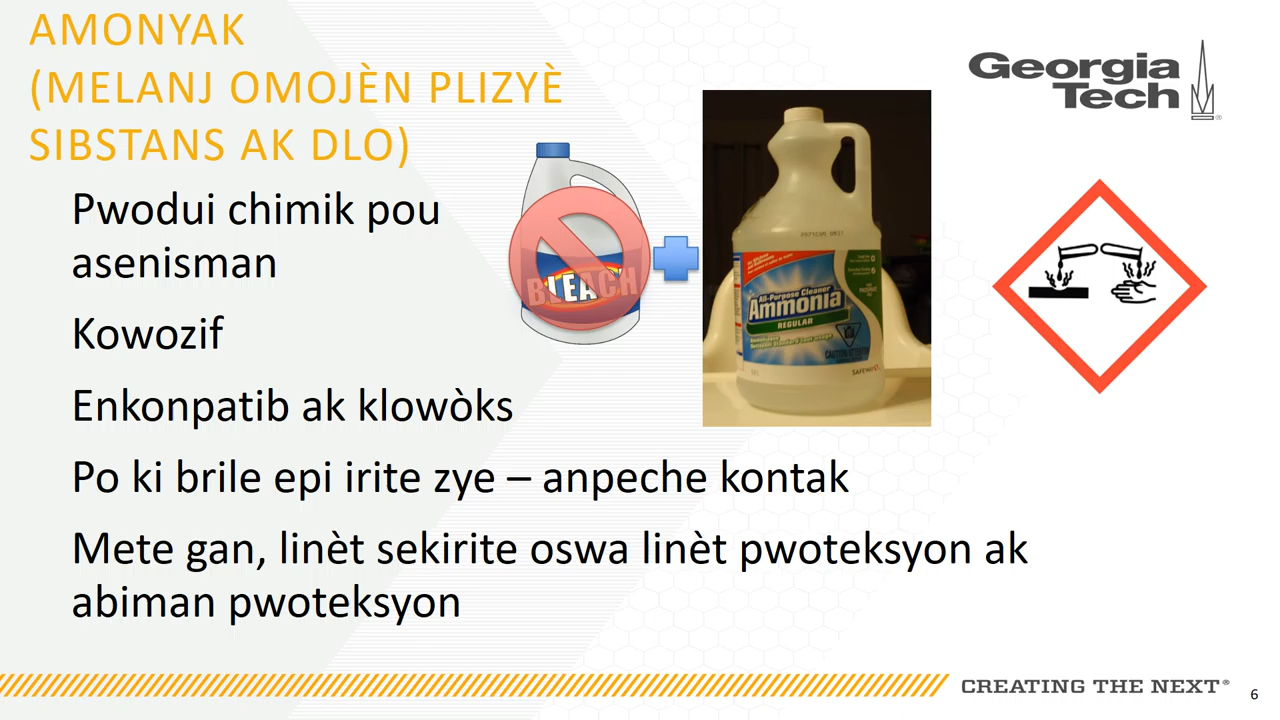 AMONYAK
(MELANJ OMOJÈN PLIZYÈ
SIBSTANS AK DLO)
Georgia
Tech
Pwodui chimik pou
asenisman
Kowozif
Enkonpatib ak klowòks
Po ki brile epi irite zye – anpeche kontak
Mete gan, linèt sekirite oswa linèt pwoteksyon ak
abiman pwoteksyon
BLEACH
All-Purpose Cleaner
Ammonia
REGULAR
SAFEWAY
CREATING THE NEXT®
6